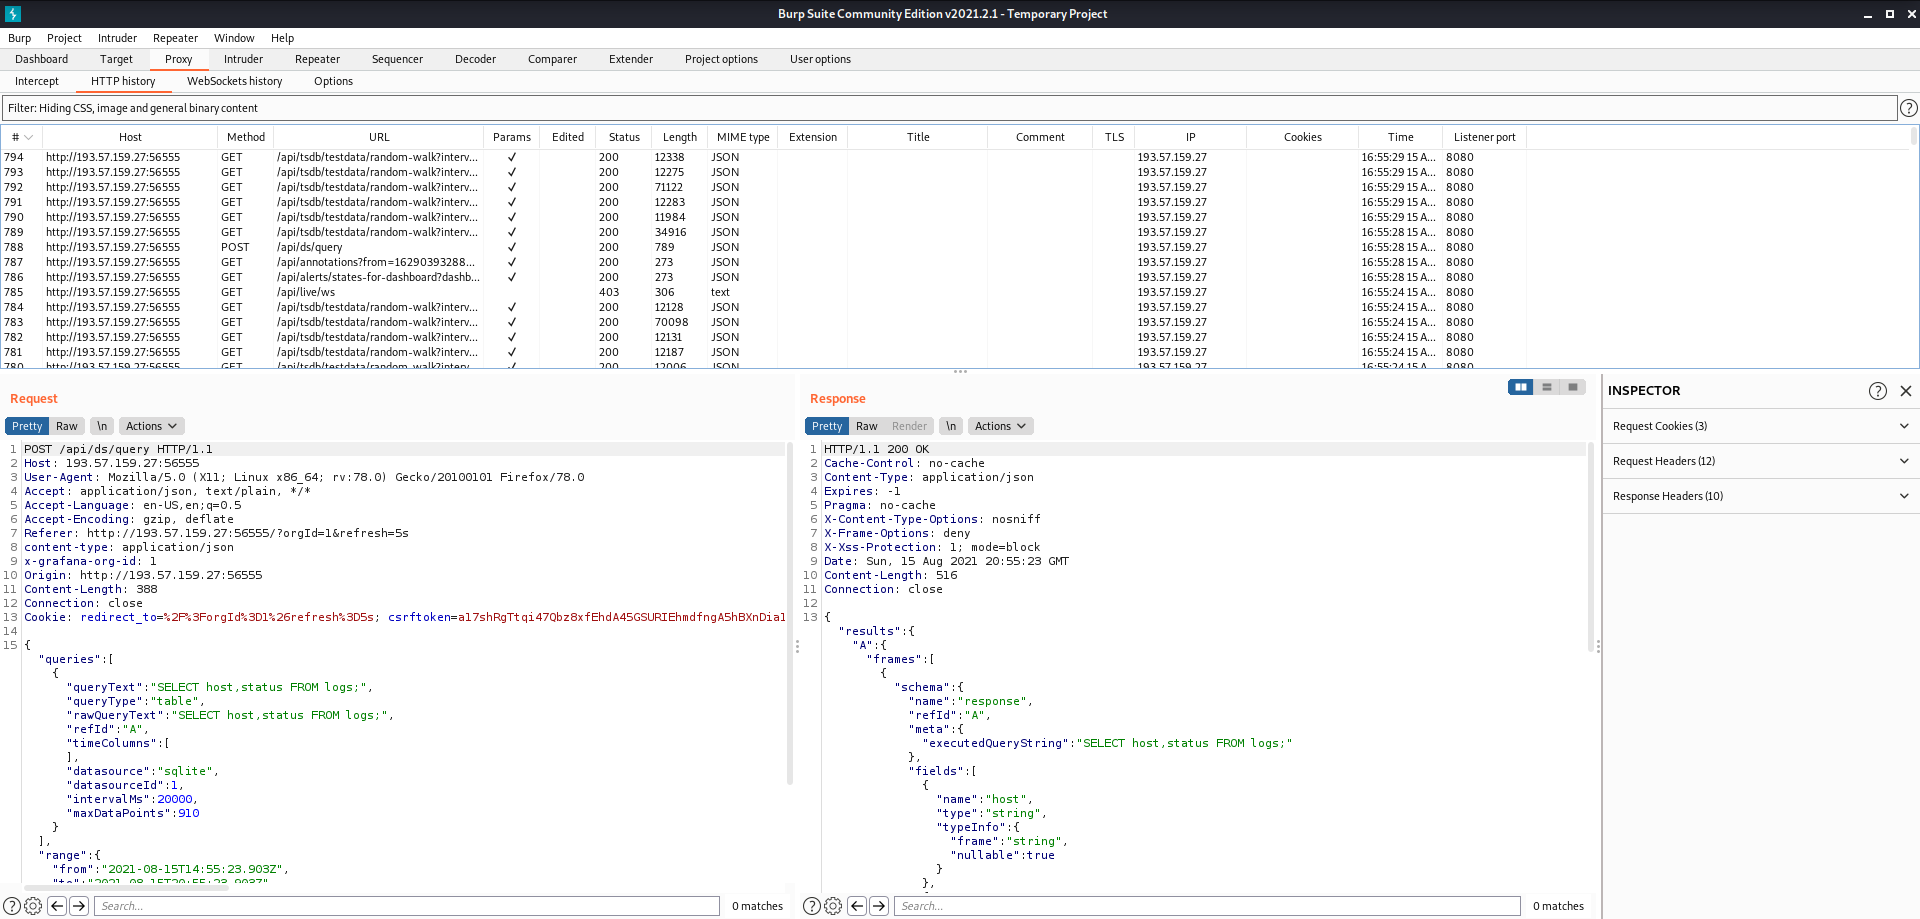 Burp Suite Community Edition v2021.2.1 - Temporary Project
Burp Project Intruder Repeater Window Help
Dashboard Target Proxy Intruder Repeater Sequencer Decoder Comparer Extender Project options User options
Intercept HTTP history WebSockets history Options
Filter: Hiding CSS, image and general binary content
# Host Method URL Params Edited Status Length MIME type Extension Title Comment TLS IP Cookies Time Listener port
794 http://193.57.159.27:56555 GET /api/tsdb/testdata/random-walk?interv... ✓ 200 12338 JSON 193.57.159.27 16:55:29 15 A... 8080
793 http://193.57.159.27:56555 GET /api/tsdb/testdata/random-walk?interv... ✓ 200 12275 JSON 193.57.159.27 16:55:29 15 A... 8080
792 http://193.57.159.27:56555 GET /api/tsdb/testdata/random-walk?interv... ✓ 200 71122 JSON 193.57.159.27 16:55:29 15 A... 8080
791 http://193.57.159.27:56555 GET /api/tsdb/testdata/random-walk?interv... ✓ 200 12283 JSON 193.57.159.27 16:55:29 15 A... 8080
790 http://193.57.159.27:56555 GET /api/tsdb/testdata/random-walk?interv... ✓ 200 11984 JSON 193.57.159.27 16:55:29 15 A... 8080
789 http://193.57.159.27:56555 GET /api/tsdb/testdata/random-walk?interv... ✓ 200 34916 JSON 193.57.159.27 16:55:28 15 A... 8080
788 http://193.57.159.27:56555 POST /api/ds/query ✓ 200 789 JSON 193.57.159.27 16:55:28 15 A... 8080
787 http://193.57.159.27:56555 GET /api/annotations?from=16290393288... ✓ 200 273 JSON 193.57.159.27 16:55:28 15 A... 8080
786 http://193.57.159.27:56555 GET /api/alerts/states-for-dashboard?dashb... ✓ 200 273 JSON 193.57.159.27 16:55:28 15 A... 8080
785 http://193.57.159.27:56555 GET /api/live/ws 403 306 text 193.57.159.27 16:55:24 15 A... 8080
784 http://193.57.159.27:56555 GET /api/tsdb/testdata/random-walk?interv... ✓ 200 12128 JSON 193.57.159.27 16:55:24 15 A... 8080
783 http://193.57.159.27:56555 GET /api/tsdb/testdata/random-walk?interv... ✓ 200 70098 JSON 193.57.159.27 16:55:24 15 A... 8080
782 http://193.57.159.27:56555 GET /api/tsdb/testdata/random-walk?interv... ✓ 200 12131 JSON 193.57.159.27 16:55:24 15 A... 8080
781 http://193.57.159.27:56555 GET /api/tsdb/testdata/random-walk?interv... ✓ 200 12187 JSON 193.57.159.27 16:55:24 15 A... 8080
780 http://193.57.159.27:56555 GET /api/tsdb/testdata/random-walk?interv... ✓ 200 12006 JSON 193.57.159.27 16:55:24 15 A... 8080
Request
Pretty Raw \n Actions
1 POST /api/ds/query HTTP/1.1
2 Host: 193.57.159.27:56555
3 User-Agent: Mozilla/5.0 (X11; Linux x86_64; rv:78.0) Gecko/20100101 Firefox/78.0
4 Accept: application/json, text/plain, */*
5 Accept-Language: en-US,en;q=0.5
6 Accept-Encoding: gzip, deflate
7 Referer: http://193.57.159.27:56555/?orgId=1&refresh=5s
8 content-type: application/json
9 x-grafana-org-id: 1
10 Origin: http://193.57.159.27:56555
11 Content-Length: 388
12 Connection: close
13 Cookie: redirect_to=%2F%3ForgId%3D1%26refresh%3D5s; csrftoken=a17shRgTtqi47Qbz8xfEhdA45GSURIEhmdfngA5hBXnDia1
14
15 {
"queries":[
{
"queryText":"SELECT host,status FROM logs;",
"queryType":"table",
"rawQueryText":"SELECT host,status FROM logs;",
"refId":"A",
"timeColumns":[
],
"datasource":"sqlite",
"datasourceId":1,
"intervalMs":20000,
"maxDataPoints":910
}
],
"range":{
"from":"2021-08-15T14:55:23.903Z",
"to":"2021-08-15T20:55:23.903Z"
Search... 0 matches
Response
Pretty Raw Render \n Actions
1 HTTP/1.1 200 OK
2 Cache-Control: no-cache
3 Content-Type: application/json
4 Expires: -1
5 Pragma: no-cache
6 X-Content-Type-Options: nosniff
7 X-Frame-Options: deny
8 X-Xss-Protection: 1; mode=block
9 Date: Sun, 15 Aug 2021 20:55:23 GMT
10 Content-Length: 516
11 Connection: close
12
13 {
"results":{
"A":{
"frames":[
{
"schema":{
"name":"response",
"refId":"A",
"meta":{
"executedQueryString":"SELECT host,status FROM logs;"
},
"fields":[
{
"name":"host",
"type":"string",
"typeInfo":{
"frame":"string",
"nullable":true
}
},
Search... 0 matches
INSPECTOR
Request Cookies (3)
Request Headers (12)
Response Headers (10)